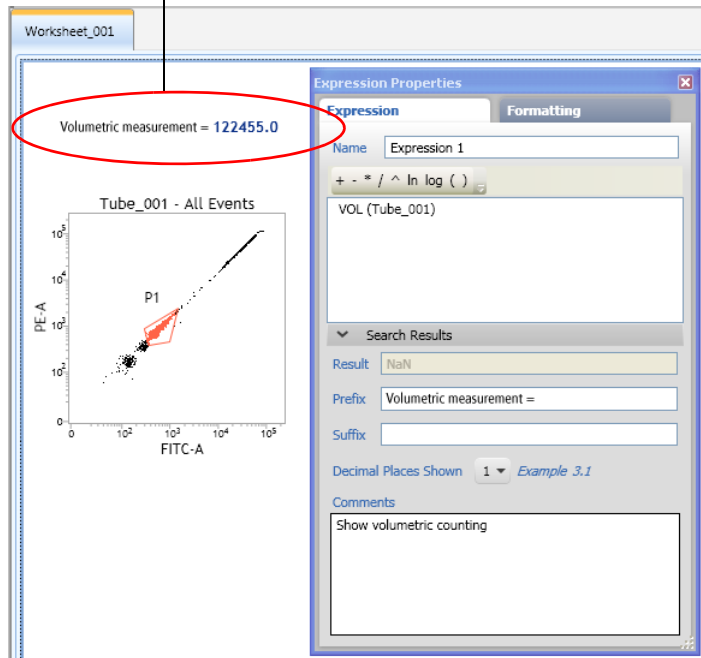 Worksheet_001
Volumetric measurement = 122455.0
Tube_001 - All Events
10^5
10^4
10^3
10^2
0
PE-A
P1
0 10^2 10^3 10^4 10^5
FITC-A
Expression Properties
Expression Formatting
Name Expression 1
+ - * / ^ ln log ( )
VOL (Tube_001)
Search Results
Result NaN
Prefix Volumetric measurement =
Suffix
Decimal Places Shown 1 Example 3.1
Comments
Show volumetric counting